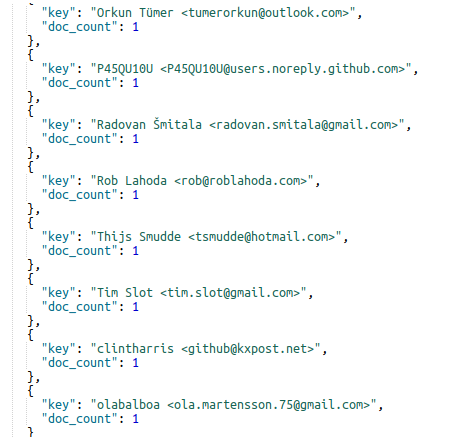 {
"key": "Orkun Tümer <tumerorkun@outlook.com>",
"doc_count": 1
},
{
"key": "P45QU10U <P45QU10U@users.noreply.github.com>",
"doc_count": 1
},
{
"key": "Radovan Šmitala <radovan.smitala@gmail.com>",
"doc_count": 1
},
{
"key": "Rob Lahoda <rob@roblahoda.com>",
"doc_count": 1
},
{
"key": "Thijs Smudde <tsmudde@hotmail.com>",
"doc_count": 1
},
{
"key": "Tim Slot <tim.slot@gmail.com>",
"doc_count": 1
},
{
"key": "clintharris <github@kxpost.net>",
"doc_count": 1
},
{
"key": "olabalboa <ola.martensson.75@gmail.com>",
"doc_count": 1
}